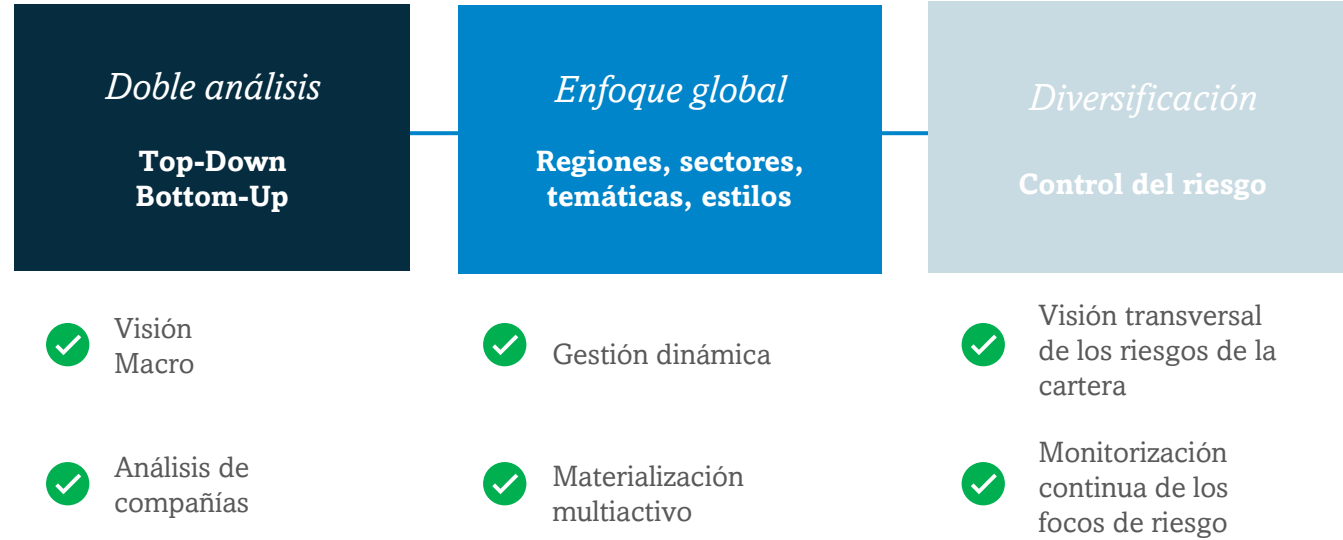 Doble análisis
Top-Down
Bottom-Up
Visión
Macro
Análisis de
compañías
Enfoque global
Regiones, sectores,
temáticas, estilos
Gestión dinámica
Materialización
multiactivo
Diversificación
Control del riesgo
Visión transversal
de los riesgos de la
cartera
Monitorización
continua de los
focos de riesgo